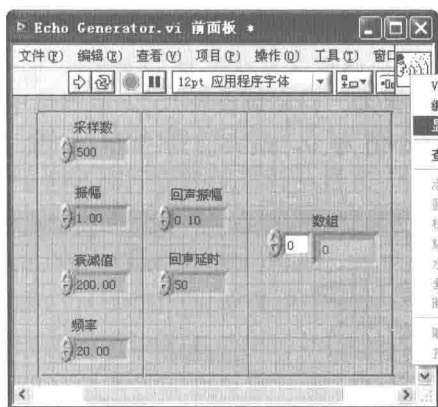 Echo Generator.vi 前面板 *
文件(F) 编辑(E) 查看(V) 项目(P) 操作(O) 工具(T) 窗口
12pt 应用程序字体
采样数
500
振幅
1.00
回声振幅
0.10
数组
0
0
衰减值
200.00
回声延时
50
频率
20.00